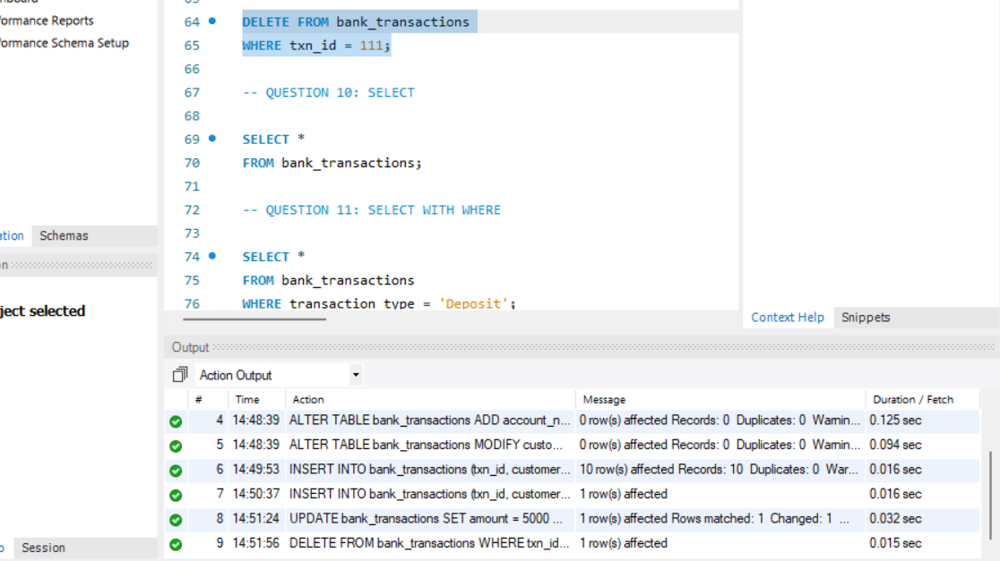 formance Reports
formance Schema Setup
ation Schemas
ject selected
Session
64 DELETE FROM bank_transactions
65 WHERE txn_id = 111;
66
67 -- QUESTION 10: SELECT
68
69 SELECT *
70 FROM bank_transactions;
71
72 -- QUESTION 11: SELECT WITH WHERE
73
74 SELECT *
75 FROM bank_transactions
76 WHERE transaction_type = 'Deposit';
Context Help Snippets
Output
Action Output
# Time Action Message Duration / Fetch
4 14:48:39 ALTER TABLE bank_transactions ADD account_n... 0 row(s) affected Records: 0 Duplicates: 0 Warnin... 0.125 sec
5 14:48:39 ALTER TABLE bank_transactions MODIFY custo... 0 row(s) affected Records: 0 Duplicates: 0 Warnin... 0.094 sec
6 14:49:53 INSERT INTO bank_transactions (txn_id, customer... 10 row(s) affected Records: 10 Duplicates: 0 War... 0.016 sec
7 14:50:37 INSERT INTO bank_transactions (txn_id, customer... 1 row(s) affected 0.016 sec
8 14:51:24 UPDATE bank_transactions SET amount = 5000 ... 1 row(s) affected Rows matched: 1 Changed: 1 ... 0.032 sec
9 14:51:56 DELETE FROM bank_transactions WHERE txn_id... 1 row(s) affected 0.015 sec